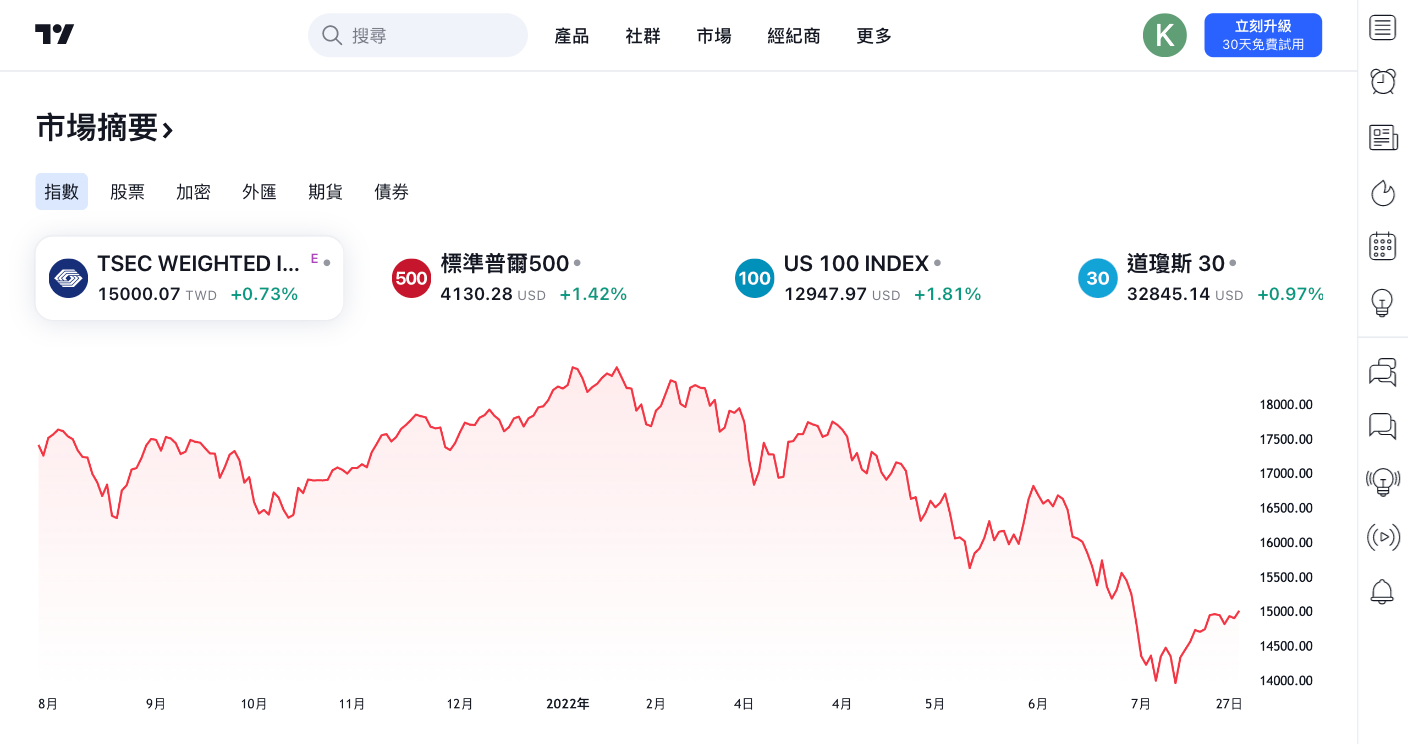 搜尋
產品
社群
市場
經紀商
更多
K
立刻升級
30天免費試用
市場摘要
指數
股票
加密
外匯
期貨
債券
TSEC WEIGHTED I... E
15000.07 TWD +0.73%
500
標準普爾500
4130.28 USD +1.42%
100
US 100 INDEX
12947.97 USD +1.81%
30
道瓊斯 30
32845.14 USD +0.97%
18000.00
17500.00
17000.00
16500.00
16000.00
15500.00
15000.00
14500.00
14000.00
8月
9月
10月
11月
12月
2022年
2月
4日
4月
5月
6月
7月
27日